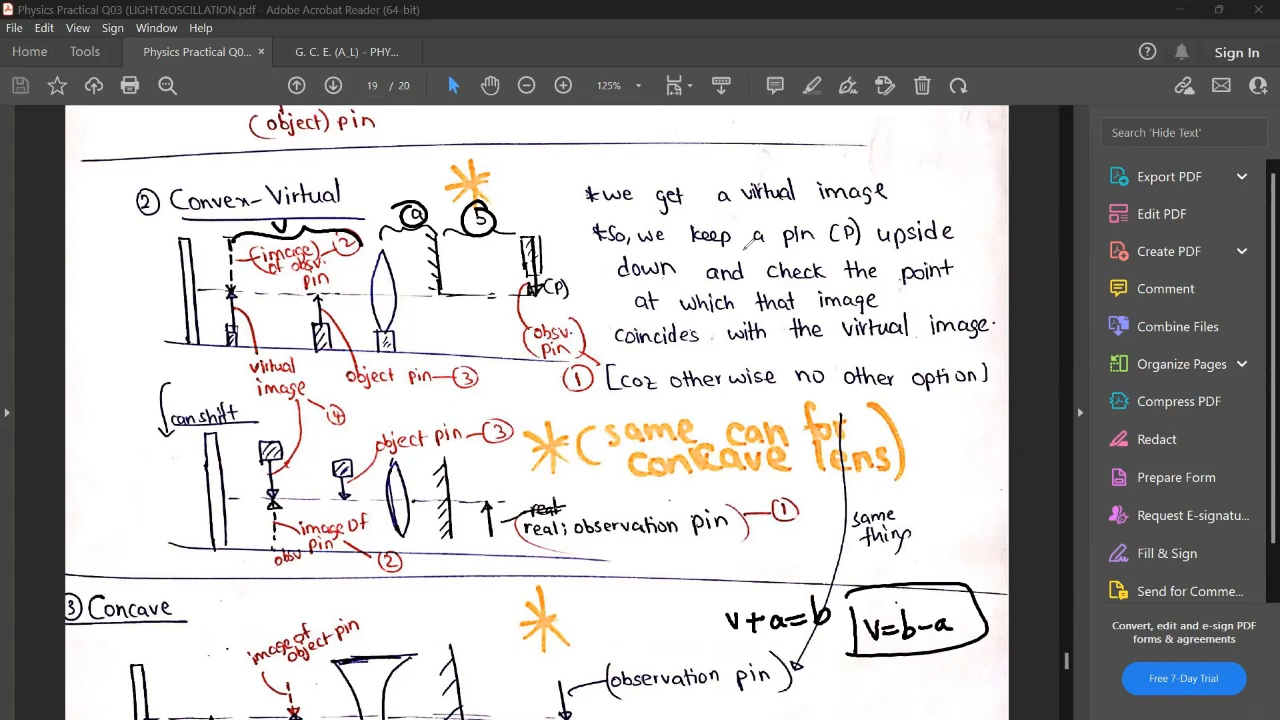 Physics Practical Q03 (LIGHT&OSCILLATION.pdf - Adobe Acrobat Reader (64-bit)
File Edit View Sign Window Help
Home Tools Physics Practical Q0... × G. C. E. (A_L) - PHY... Sign In
19 / 20 125%
(object) pin
② Convex-Virtual
a
5
(image) ②
of obsv.
pin
(P)
(obsv.
pin)
①
virtual
image
④
object pin-③
*we get a virtual image
*So, we keep a pin (P) upside
down and check the point
at which that image
coincides with the virtual image.
[coz otherwise no other option]
can shift
object pin-③
*(same can for
concave lens)
real
(real; observation pin)-①
image of
obsv pin
②
same
thing
③ Concave
v+a=b
v=b-a
image of
object pin
(observation pin)
Search 'Hide Text'
Export PDF
Edit PDF
Create PDF
Comment
Combine Files
Organize Pages
Compress PDF
Redact
Prepare Form
Request E-signatu...
Fill & Sign
Send for Comme...
Convert, edit and e-sign PDF
forms & agreements
Free 7-Day Trial